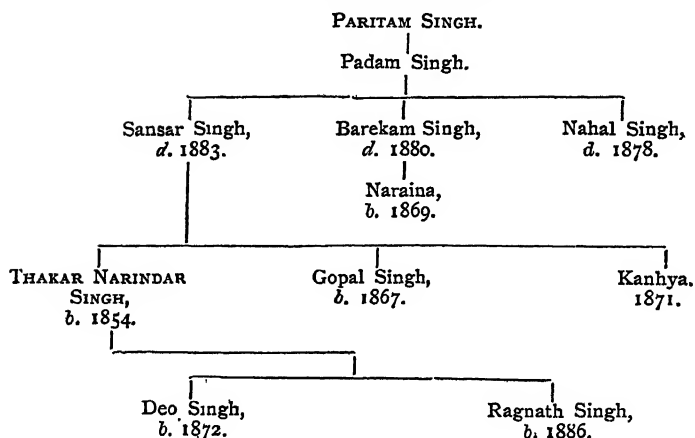 PARITAM SINGH.
Padam Singh.
Sansar Singh, Barekam Singh, Nahal Singh,
d. 1883. d. 1880. d. 1878.
Naraina,
b. 1869.
THAKAR NARINDAR Gopal Singh, Kanhya.
SINGH, b. 1867. 1871.
b. 1854.
Deo Singh, Ragnath Singh,
b. 1872. b. 1886.